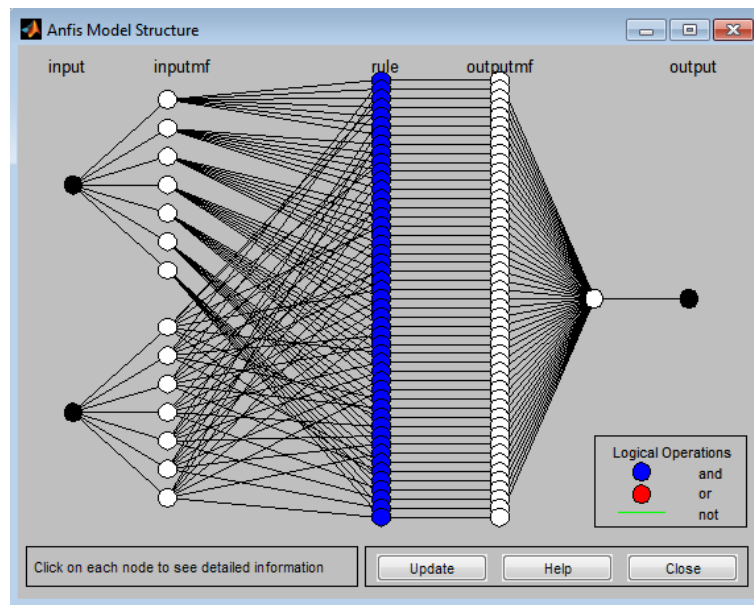 Anfis Model Structure
input inputmf rule outputmf output
Logical Operations
and
or
not
Click on each node to see detailed information
Update Help Close